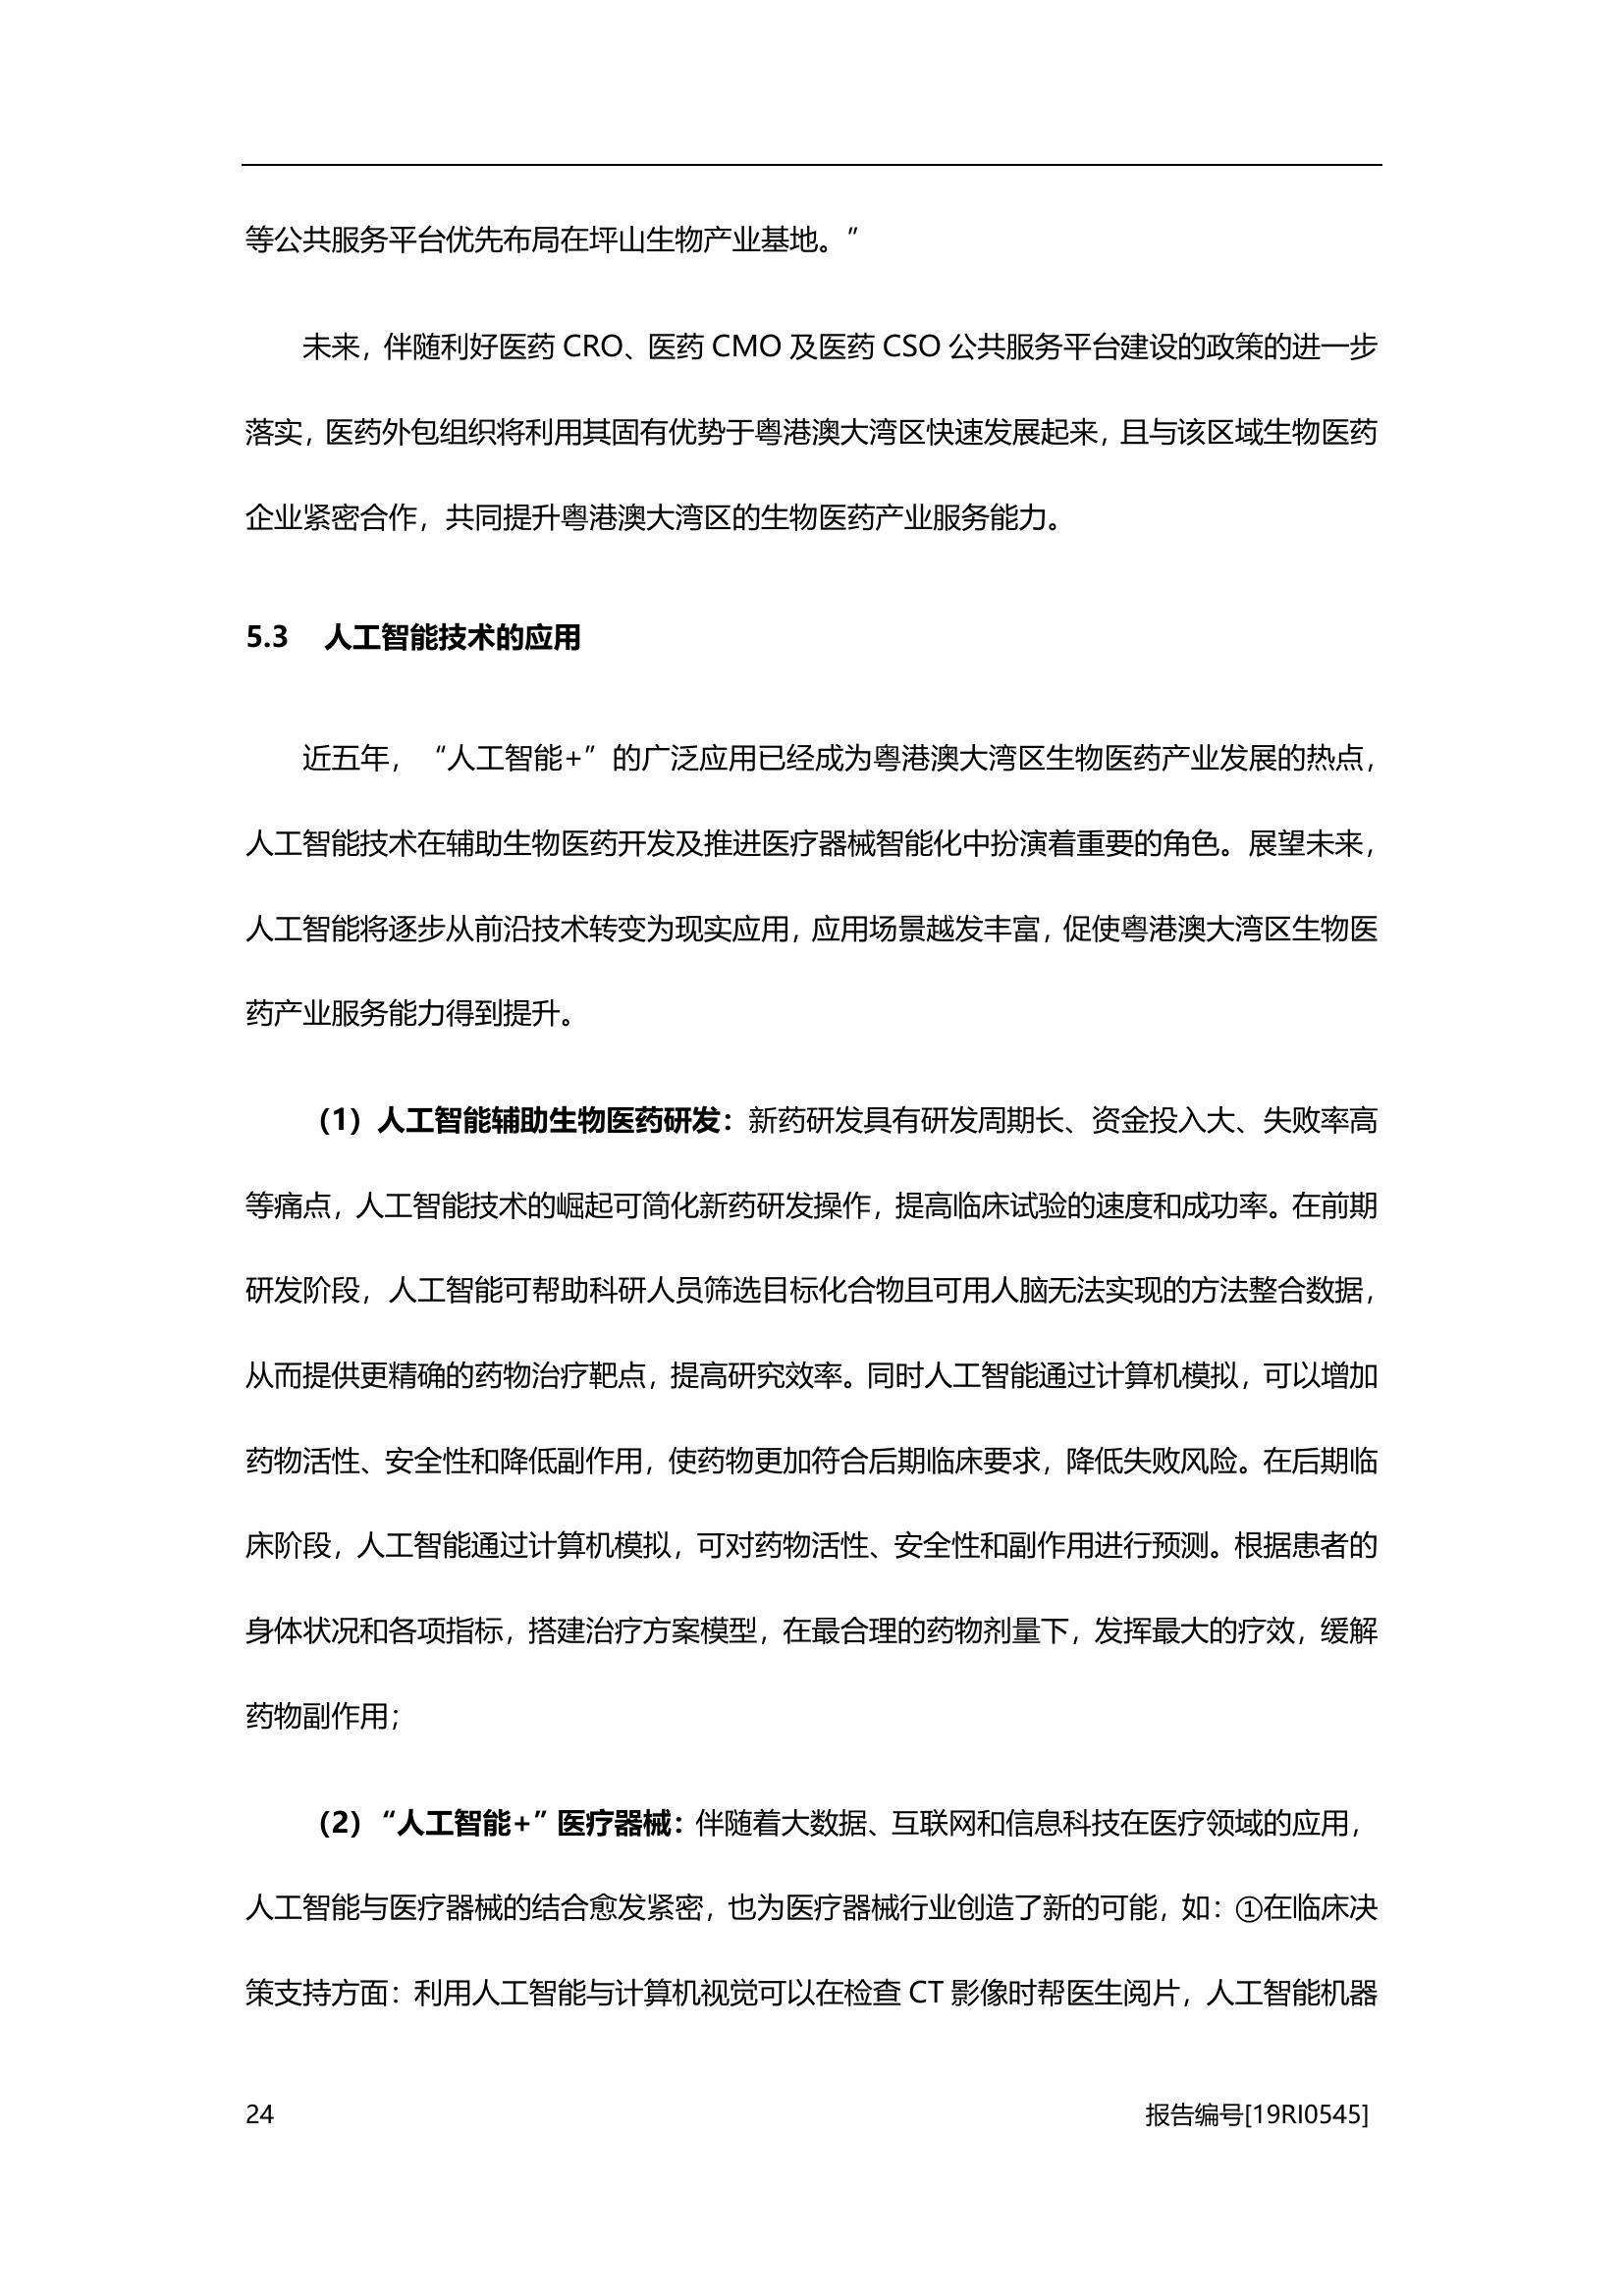 等公共服务平台优先布局在坪山生物产业基地。”
未来，伴随利好医药 CRO、医药 CMO 及医药 CSO 公共服务平台建设的政策的进一步
落实，医药外包组织将利用其固有优势于粤港澳大湾区快速发展起来，且与该区域生物医药
企业紧密合作，共同提升粤港澳大湾区的生物医药产业服务能力。
5.3 人工智能技术的应用
近五年，“人工智能+”的广泛应用已经成为粤港澳大湾区生物医药产业发展的热点，
人工智能技术在辅助生物医药开发及推进医疗器械智能化中扮演着重要的角色。展望未来，
人工智能将逐步从前沿技术转变为现实应用，应用场景越发丰富，促使粤港澳大湾区生物医
药产业服务能力得到提升。
（1）人工智能辅助生物医药研发：新药研发具有研发周期长、资金投入大、失败率高
等痛点，人工智能技术的崛起可简化新药研发操作，提高临床试验的速度和成功率。在前期
研发阶段，人工智能可帮助科研人员筛选目标化合物且可用人脑无法实现的方法整合数据，
从而提供更精确的药物治疗靶点，提高研究效率。同时人工智能通过计算机模拟，可以增加
药物活性、安全性和降低副作用，使药物更加符合后期临床要求，降低失败风险。在后期临
床阶段，人工智能通过计算机模拟，可对药物活性、安全性和副作用进行预测。根据患者的
身体状况和各项指标，搭建治疗方案模型，在最合理的药物剂量下，发挥最大的疗效，缓解
药物副作用；
（2）“人工智能+”医疗器械：伴随着大数据、互联网和信息科技在医疗领域的应用，
人工智能与医疗器械的结合愈发紧密，也为医疗器械行业创造了新的可能，如：①在临床决
策支持方面：利用人工智能与计算机视觉可以在检查 CT 影像时帮医生阅片，人工智能机器
24 报告编号[19RI0545]